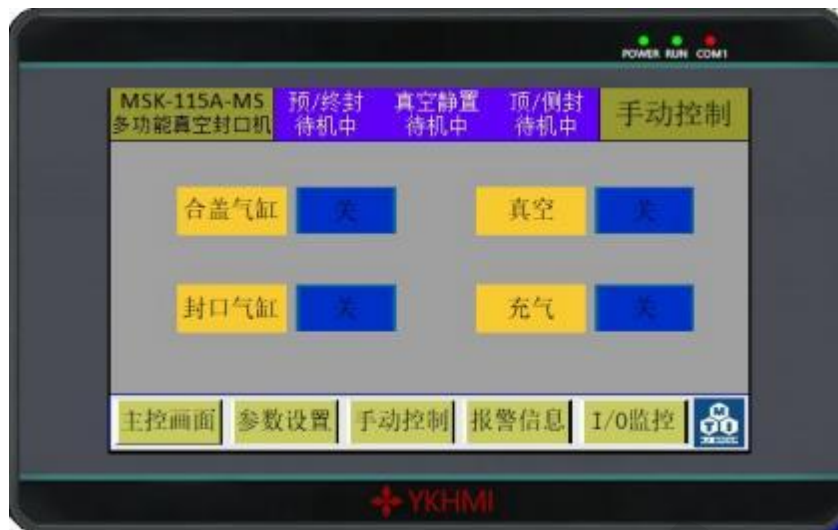 POWER RUN COM1
MSK-115A-MS
多功能真空封口机
预/终封
待机中
真空静置
待机中
顶/侧封
待机中
手动控制
合盖气缸 关
真空 关
封口气缸 关
充气 关
主控画面 参数设置 手动控制 报警信息 I/O监控
MTI
YKHMI